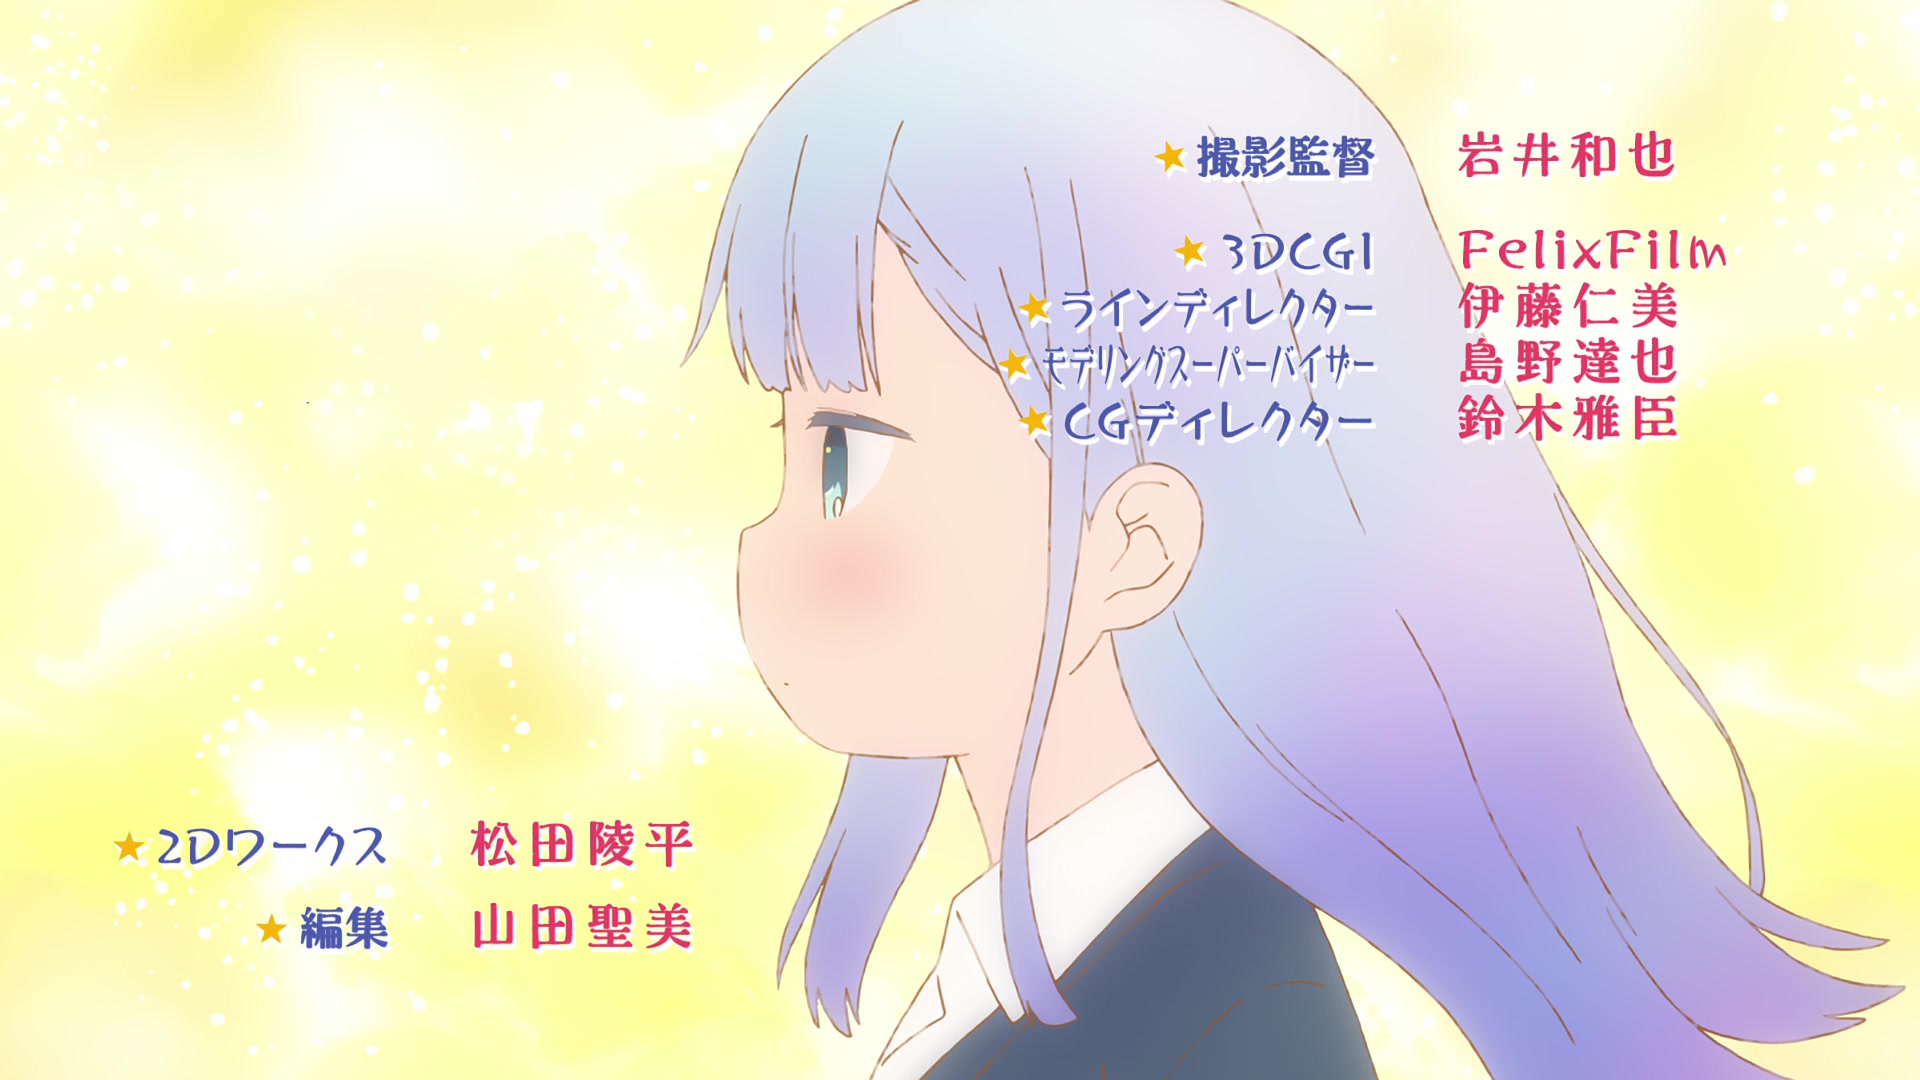 ★撮影監督 岩井和也
★3DCGI FelixFilm
★ラインディレクター 伊藤仁美
★モデリングスーパーバイザー 島野達也
★CGディレクター 鈴木雅臣
★2Dワークス 松田陵平
★編集 山田聖美